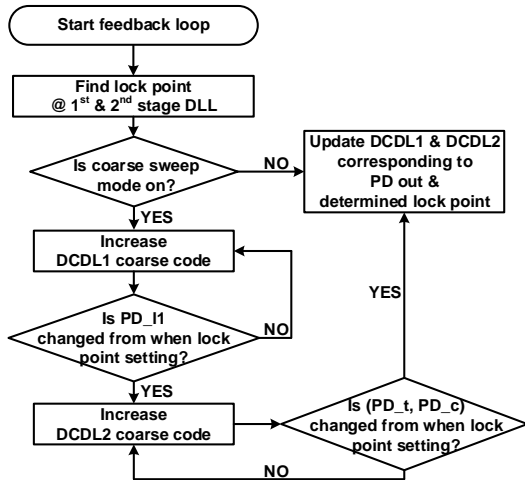 Start feedback loop
Find lock point
@ 1st & 2nd stage DLL
Is coarse sweep
mode on?
NO
Update DCDL1 & DCDL2
corresponding to
PD out &
determined lock point
YES
Increase
DCDL1 coarse code
Is PD_l1
changed from when lock
point setting?
NO
YES
YES
Increase
DCDL2 coarse code
Is (PD_t, PD_c)
changed from when lock
point setting?
NO